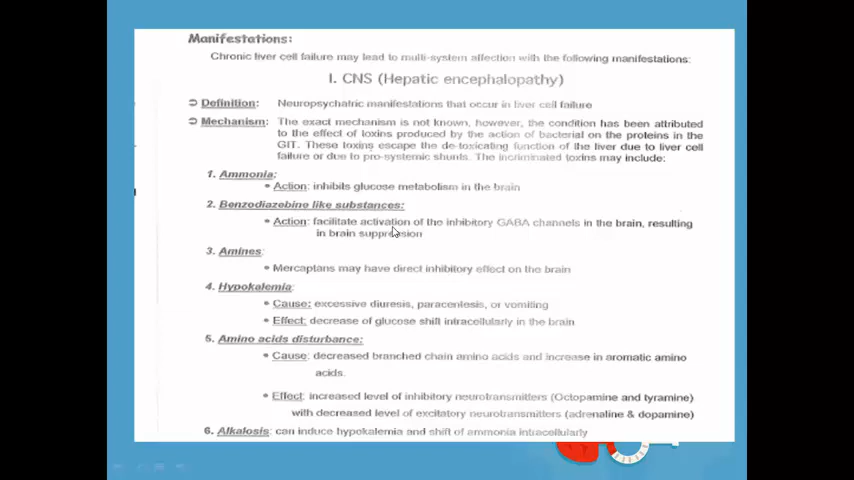 Manifestations:
Chronic liver cell failure may lead to multi-system affection with the following manifestations:
I. CNS (Hepatic encephalopathy)
➲ Definition: Neuropsychatric manifestations that occur in liver cell failure
➲ Mechanism: The exact mechanism is not known, however, the condition has been attributed
to the effect of toxins produced by the action of bacterial on the proteins in the
GIT. These toxins escape the de-toxicating function of the liver due to liver cell
failure or due to pro-systemic shunts. The incriminated toxins may include:
1. Ammonia:
• Action: inhibits glucose metabolism in the brain
2. Benzodiazebine like substances:
• Action: facilitate activation of the inhibitory GABA channels in the brain, resulting
in brain suppression
3. Amines:
• Mercaptans may have direct inhibitory effect on the brain
4. Hypokalemia:
• Cause: excessive diuresis, paracentesis, or vomiting
• Effect: decrease of glucose shift intracellularly in the brain
5. Amino acids disturbance:
• Cause: decreased branched chain amino acids and increase in aromatic amino
acids.
• Effect: increased level of inhibitory neurotransmitters (Octopamine and tyramine)
with decreased level of excitatory neurotransmitters (adrenaline & dopamine)
6. Alkalosis: can induce hypokalemia and shift of ammonia intracellularly